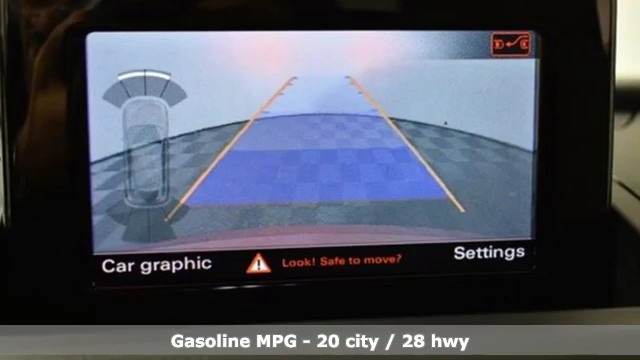 Car graphic
Look! Safe to move?
Settings
Gasoline MPG - 20 city / 28 hwy